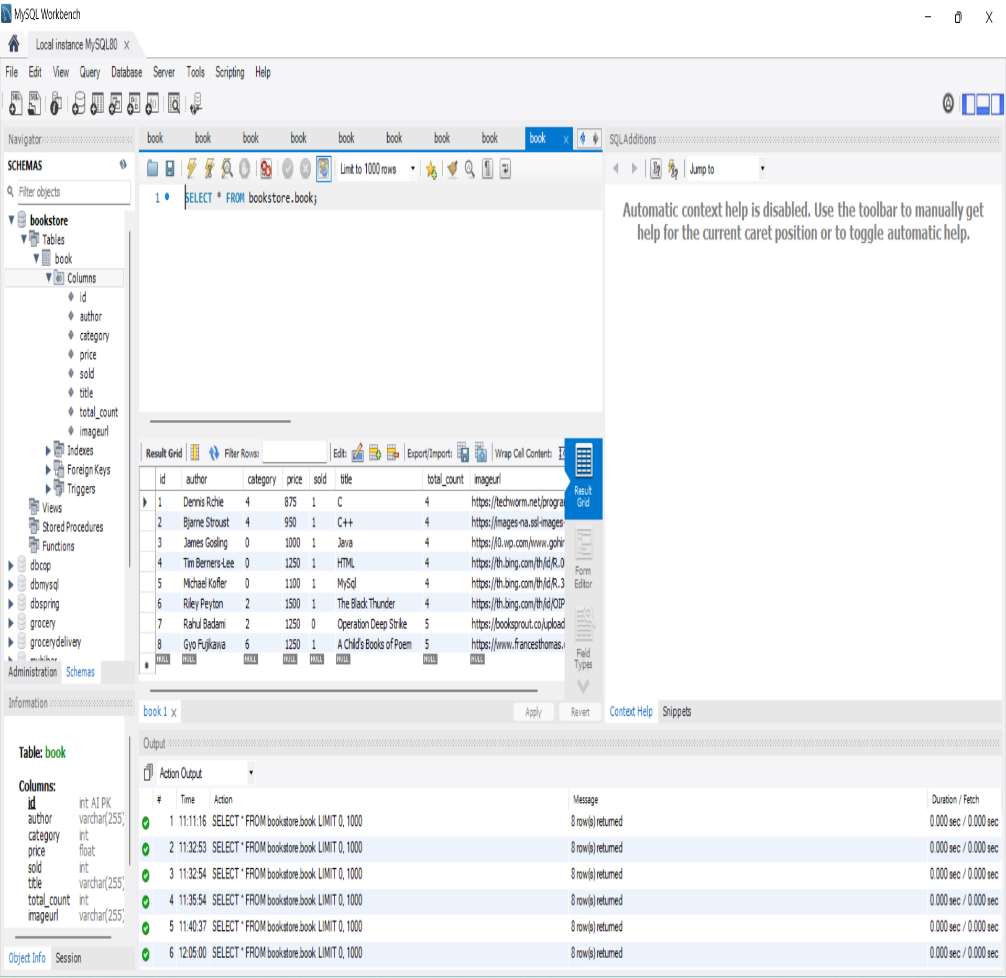 MySQL Workbench
Local instance MySQL80 x
File Edit View Query Database Server Tools Scripting Help
Navigator
SCHEMAS
Filter objects
bookstore
Tables
book
Columns
id
author
category
price
sold
title
total_count
imageurl
Indexes
Foreign Keys
Triggers
Views
Stored Procedures
Functions
dbcop
dbmysql
dbspring
grocery
grocerydelivery
Administration Schemas
Information
Table: book
Columns:
id int AI PK
author varchar(255)
category int
price float
sold int
title varchar(255)
total_count int
imageurl varchar(255)
Object Info Session
book book book book book book book book book x
Limit to 1000 rows
1 SELECT * FROM bookstore.book;
Result Grid Filter Rows: Edit: Export/Import: Wrap Cell Content:
id author category price sold title total_count imageurl
1 Dennis Rchie 4 875 1 C 4 https://techworm.net/progra
2 Bjarne Stroust 4 950 1 C++ 4 https://images-na.ssl-images-
3 James Gosling 0 1000 1 Java 4 https://i0.wp.com/www.gohin
4 Tim Berners-Lee 0 1250 1 HTML 4 https://th.bing.com/th/id/R.0
5 Michael Kofler 0 1100 1 MySql 4 https://th.bing.com/th/id/R.3
6 Riley Peyton 2 1500 1 The Black Thunder 4 https://th.bing.com/th/id/OIP
7 Rahul Badami 2 1250 0 Operation Deep Strike 5 https://booksprout.co/upload
8 Gyo Fujikawa 6 1250 1 A Child's Books of Poem 5 https://www.francesthomas.
NULL NULL NULL NULL NULL NULL NULL NULL
Result Grid
Form Editor
Field Types
book 1 x Apply Revert
SQLAdditions
Jump to
Automatic context help is disabled. Use the toolbar to manually get
help for the current caret position or to toggle automatic help.
Context Help Snippets
Output
Action Output
# Time Action Message Duration / Fetch
1 11:11:16 SELECT * FROM bookstore.book LIMIT 0, 1000 8 row(s) returned 0.000 sec / 0.000 sec
2 11:32:53 SELECT * FROM bookstore.book LIMIT 0, 1000 8 row(s) returned 0.000 sec / 0.000 sec
3 11:32:54 SELECT * FROM bookstore.book LIMIT 0, 1000 8 row(s) returned 0.000 sec / 0.000 sec
4 11:35:54 SELECT * FROM bookstore.book LIMIT 0, 1000 8 row(s) returned 0.000 sec / 0.000 sec
5 11:40:37 SELECT * FROM bookstore.book LIMIT 0, 1000 8 row(s) returned 0.000 sec / 0.000 sec
6 12:05:00 SELECT * FROM bookstore.book LIMIT 0, 1000 8 row(s) returned 0.000 sec / 0.000 sec